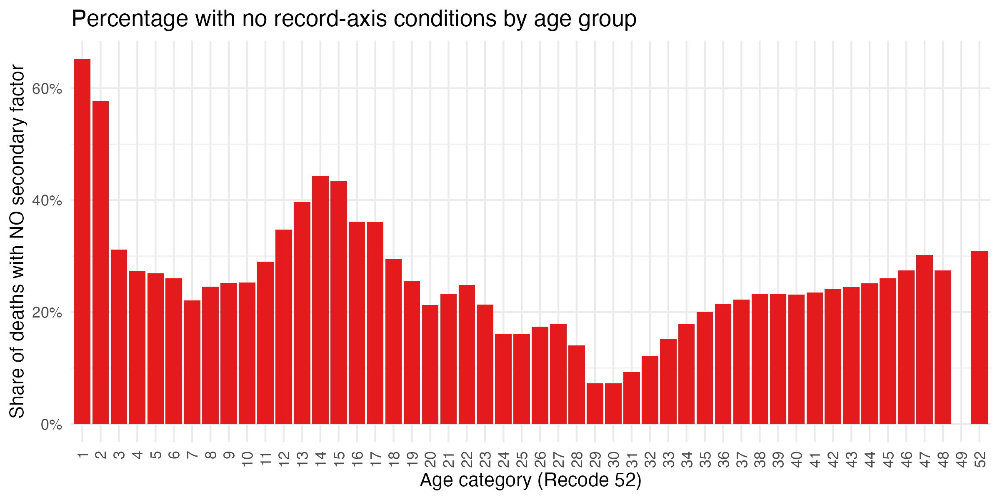 Percentage with no record-axis conditions by age group
Share of deaths with NO secondary factor
60%
40%
20%
0%
1 2 3 4 5 6 7 8 9 10 11 12 13 14 15 16 17 18 19 20 21 22 23 24 25 26 27 28 29 30 31 32 33 34 35 36 37 38 39 40 41 42 43 44 45 46 47 48 49 52
Age category (Recode 52)